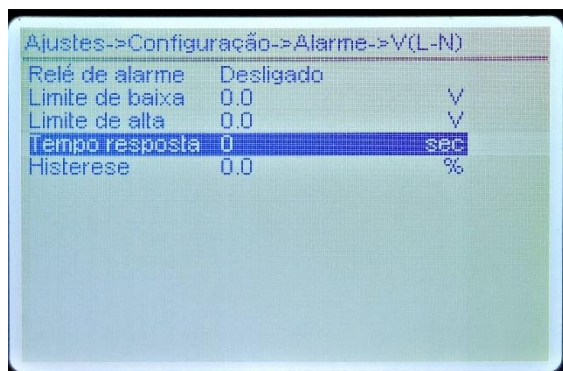 Ajustes->Configuração->Alarme->V(L-N)
Relé de alarme Desligado
Limite de baixa 0.0 V
Limite de alta 0.0 V
Tempo resposta 0 sec
Histerese 0.0 %